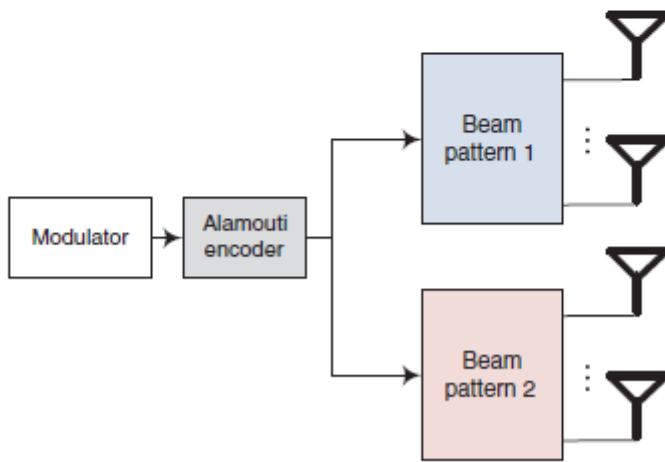 Modulator
Alamouti
encoder
Beam
pattern 1
Beam
pattern 2